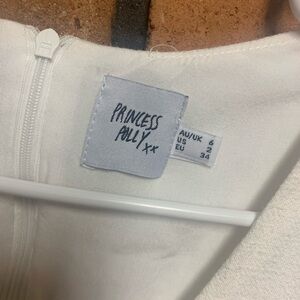 PRINCESS
POLLY xx
AU/UK 6
US 2
EU 34